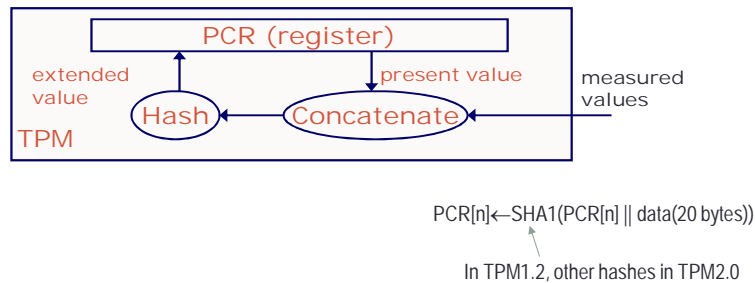 PCR (register)
extended
value
present value
measured
values
Hash
Concatenate
TPM
PCR[n]←SHA1(PCR[n] || data(20 bytes))
In TPM1.2, other hashes in TPM2.0